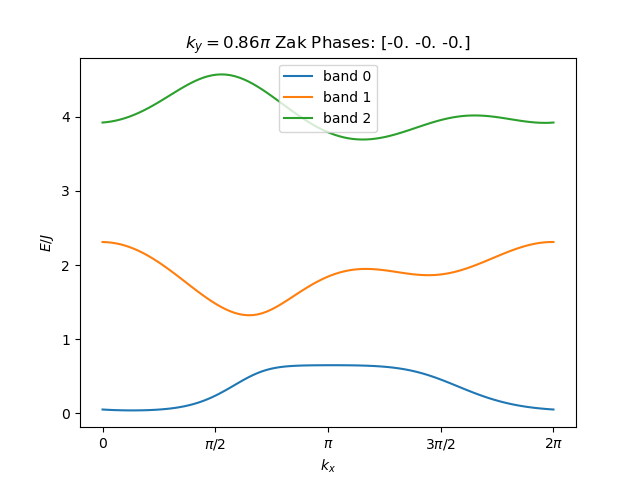 k_y = 0.86π Zak Phases: [-0. -0. -0.]
band 0
band 1
band 2
E/J
4
3
2
1
0
0 π/2 π 3π/2 2π
k_x